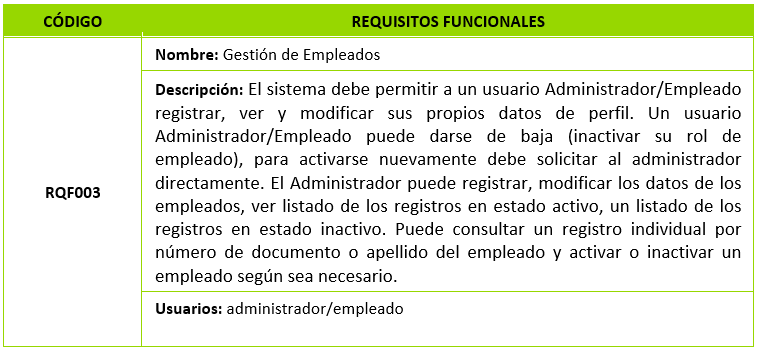 CÓDIGO REQUISITOS FUNCIONALES
Nombre: Gestión de Empleados
Descripción: El sistema debe permitir a un usuario Administrador/Empleado
registrar, ver y modificar sus propios datos de perfil. Un usuario
Administrador/Empleado puede darse de baja (inactivar su rol de
empleado), para activarse nuevamente debe solicitar al administrador
directamente. El Administrador puede registrar, modificar los datos de los
RQF003
empleados, ver listado de los registros en estado activo, un listado de los
registros en estado inactivo. Puede consultar un registro individual por
número de documento o apellido del empleado y activar o inactivar un
empleado según sea necesario.
Usuarios: administrador/empleado